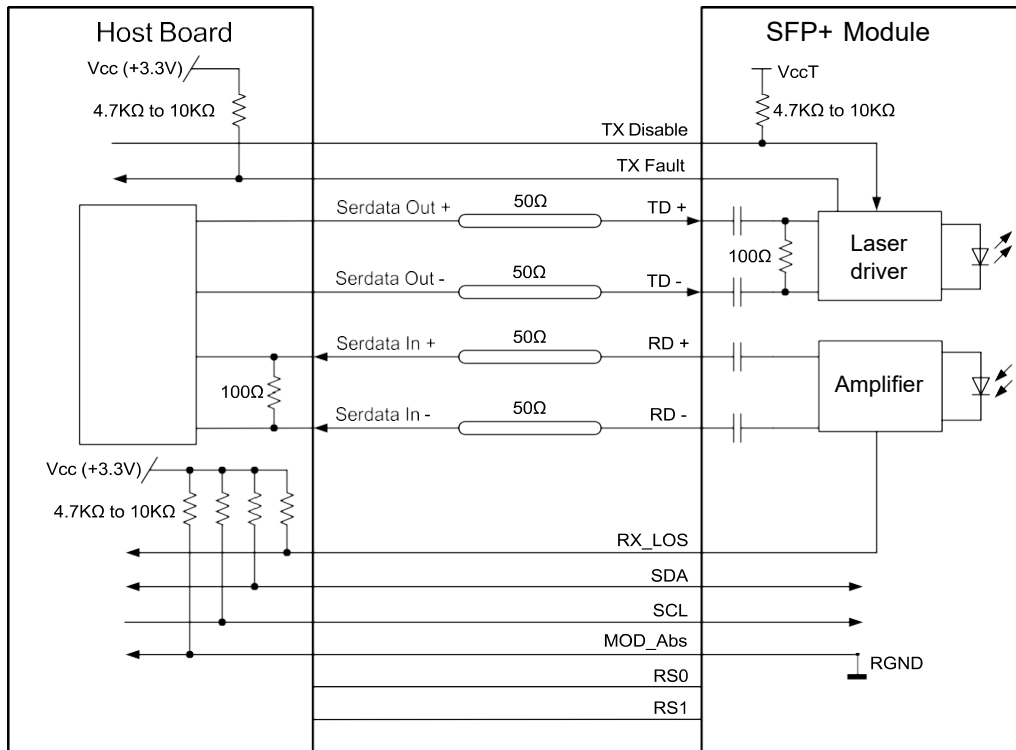 Host Board
SFP+ Module
Vcc (+3.3V)
VccT
4.7KΩ to 10KΩ
4.7KΩ to 10KΩ
TX Disable
TX Fault
Serdata Out +
50Ω
TD +
100Ω
Laser
driver
Serdata Out -
50Ω
TD -
Serdata In +
50Ω
RD +
100Ω
Amplifier
Serdata In -
50Ω
RD -
Vcc (+3.3V)
4.7KΩ to 10KΩ
RX_LOS
SDA
SCL
MOD_Abs
RGND
RS0
RS1